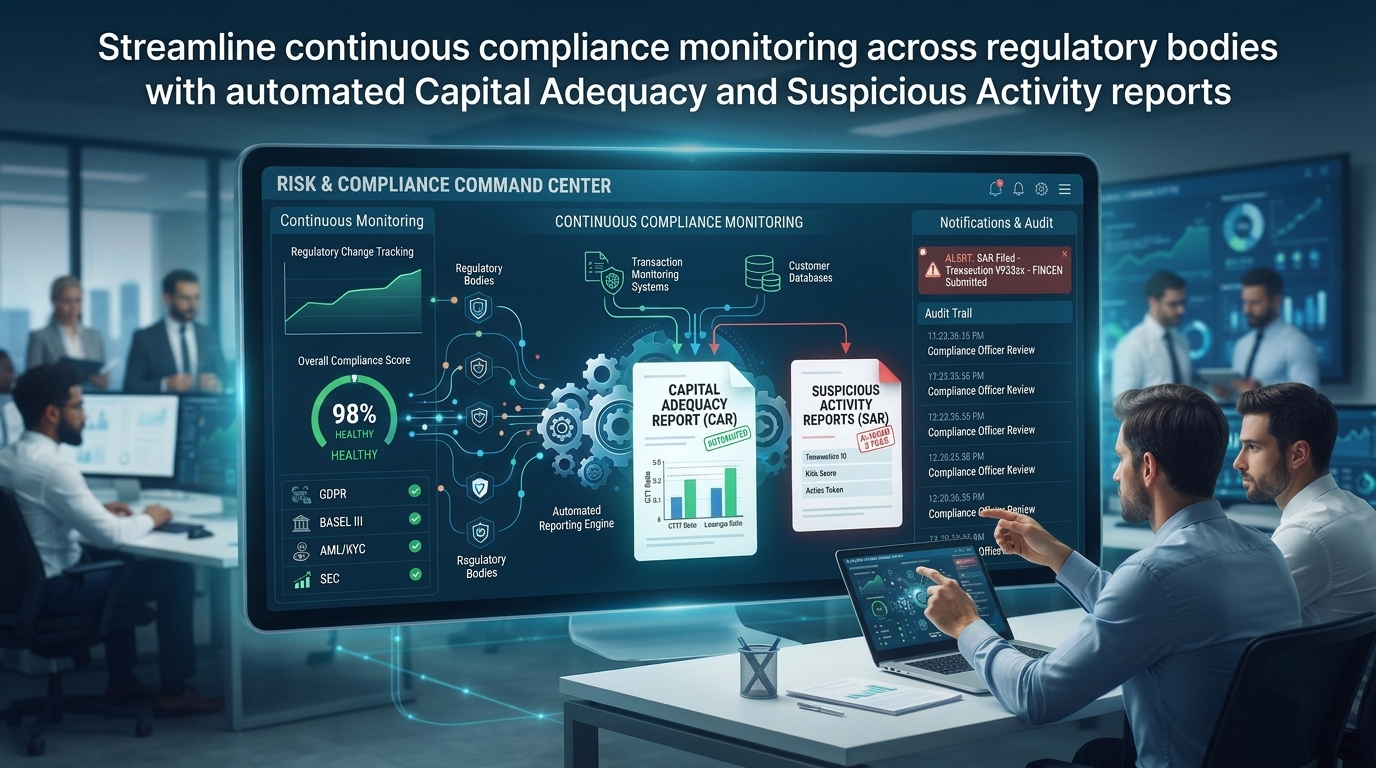 Streamline continuous compliance monitoring across regulatory bodies
with automated Capital Adequacy and Suspicious Activity reports
RISK & COMPLIANCE COMMAND CENTER
Continuous Monitoring
Regulatory Change Tracking
Overall Compliance Score
98%
HEALTHY
HEALTHY
GDPR
BASEL III
AML/KYC
SEC
CONTINUOUS COMPLIANCE MONITORING
Regulatory
Bodies
Transaction
Monitoring
Systems
Customer
Databases
Automated
Reporting Engine
Rsgulatory
Bodies
CAPITAL
ADEQUACY
REPORT (CAR)
SUSPICIOUS
ACTIVITY
REPORTS (SAR)
Notifications & Audit
SAR Filed -
FINCEN
Submitted
Audit Trail
Compliance Officer Review
Compliance Officer Review
Compliance Officer Review
Compliance Officer Review
Compliance